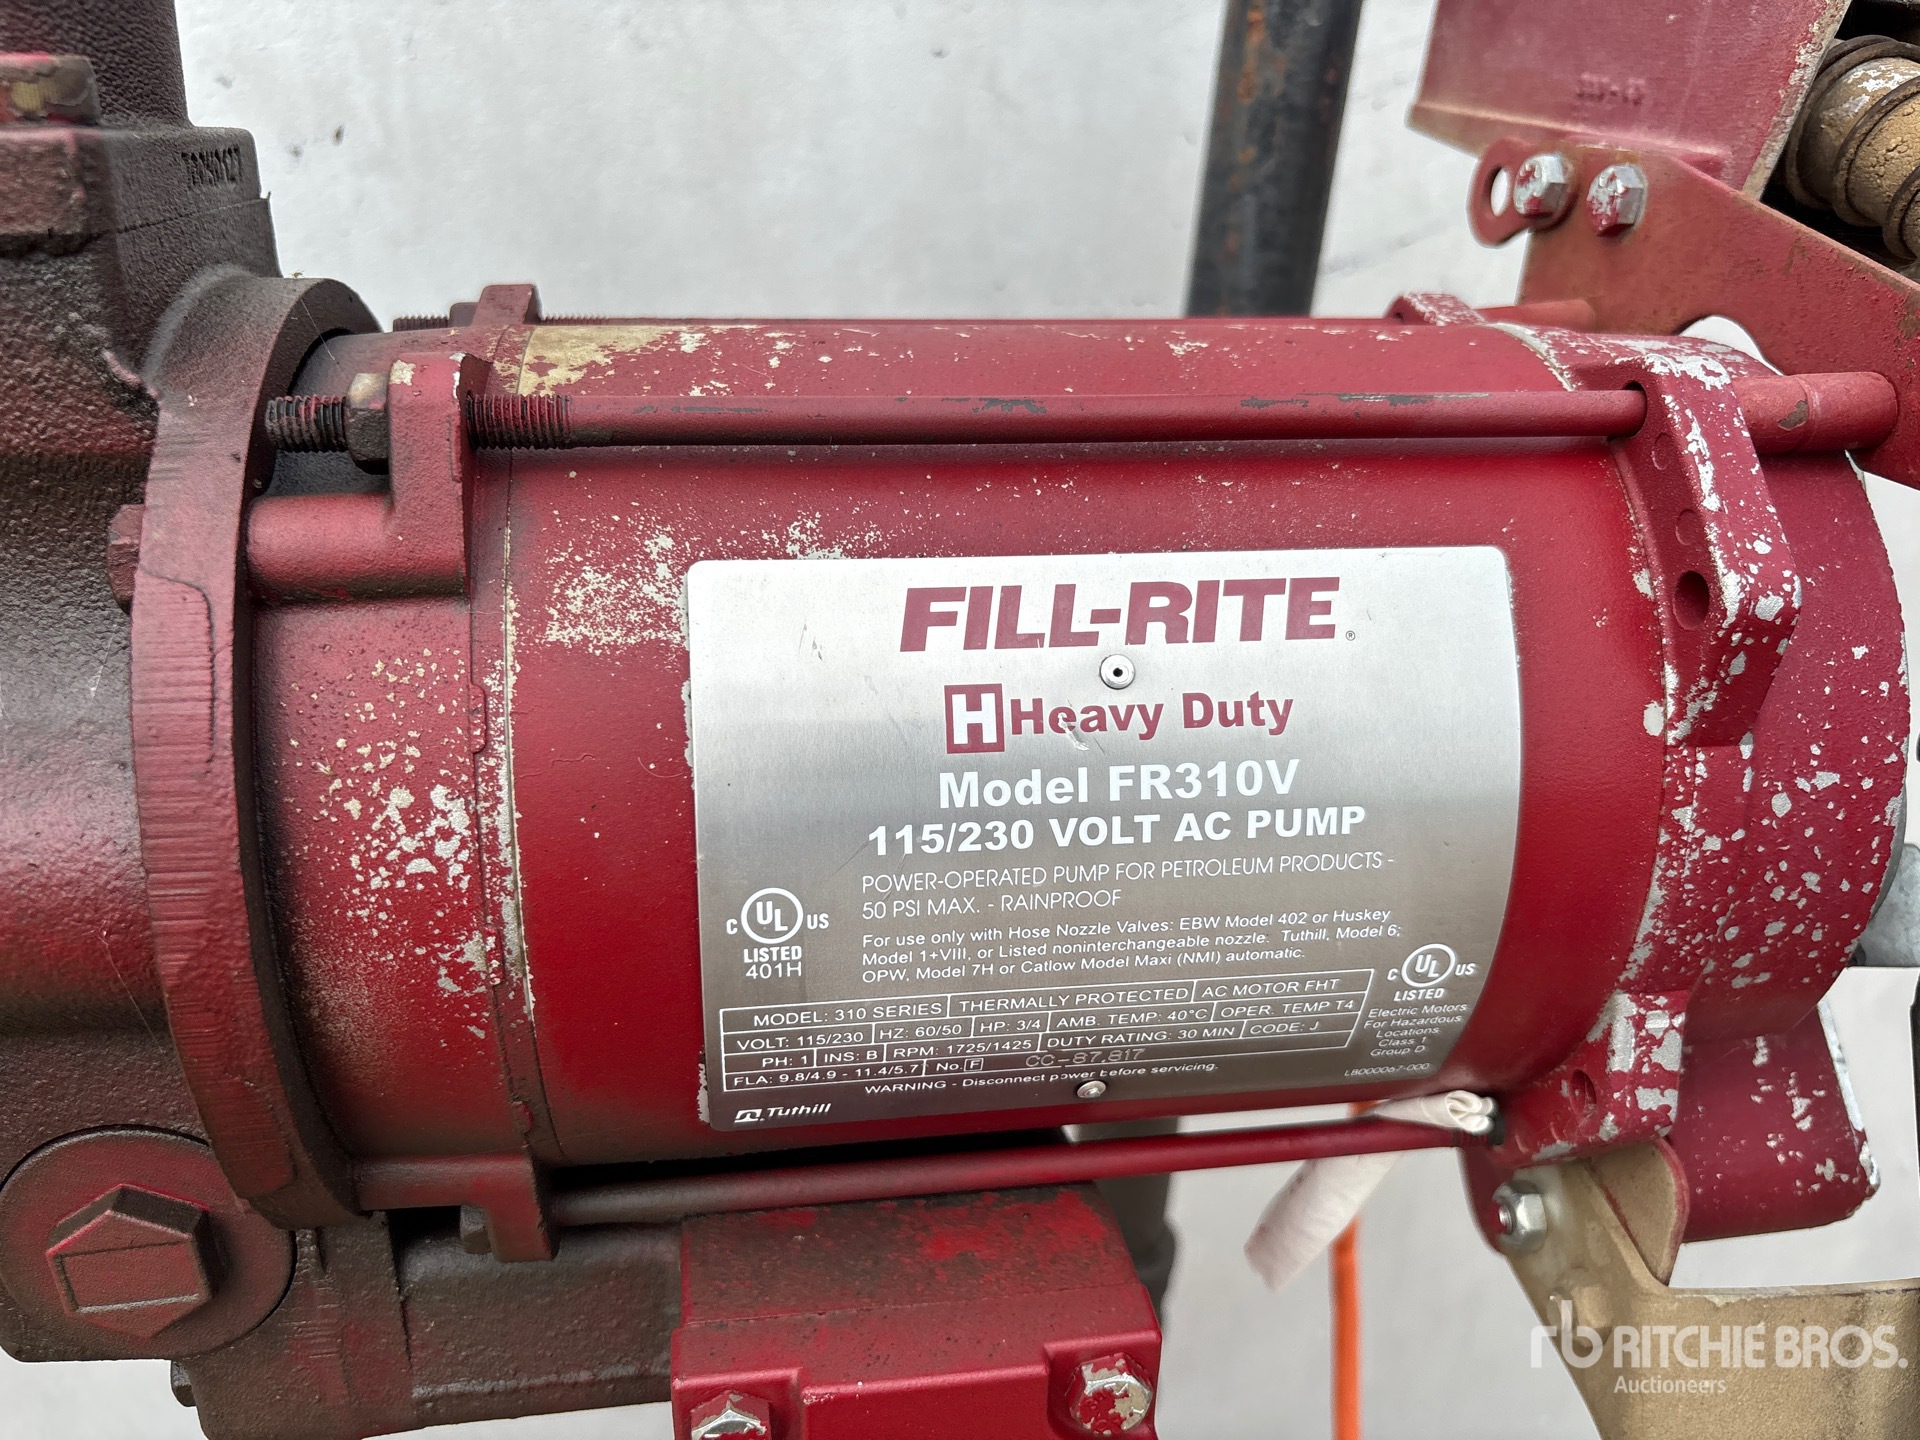 FILL-RITE®
H Heavy Duty
Model FR310V
115/230 VOLT AC PUMP
POWER-OPERATED PUMP FOR PETROLEUM PRODUCTS -
50 PSI MAX. - RAINPROOF
For use only with Hose Nozzle Valves: EBW Model 402 or Huskey
Model 1+VIII, or Listed noninterchangeable nozzle. Tuthill, Model 6;
OPW, Model 7H or Catlow Model Maxi (NMI) automatic.
C UL US
LISTED
401H
MODEL: 310 SERIES THERMALLY PROTECTED AC MOTOR FHT
VOLT: 115/230 HZ: 60/50 HP: 3/4 AMB. TEMP: 40°C OPER. TEMP T4
PH: 1 INS: B RPM: 1725/1425 DUTY RATING: 30 MIN CODE: J
FLA: 9.8/4.9 - 11.4/5.7 No. F CC-87,817
WARNING - Disconnect power before servicing.
C UL US
LISTED
Electric Motors
For Hazardous
Locations
Class 1
Group D
LB000067-000
Tuthill
rb RITCHIE BROS.
Auctioneers